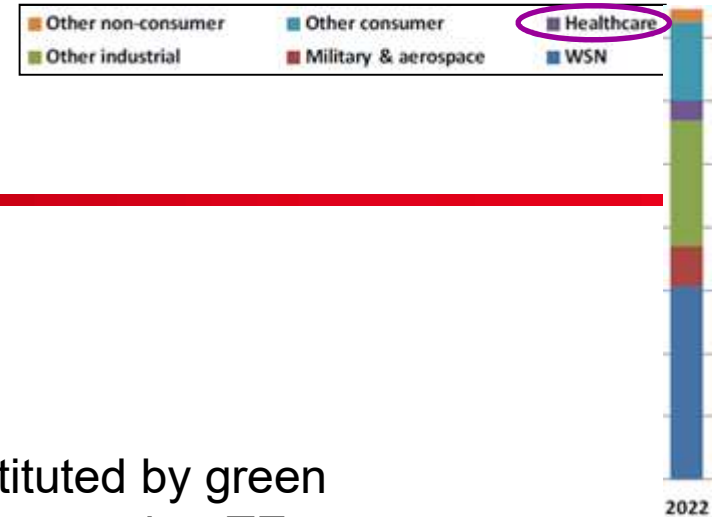 Other non-consumer Other consumer Healthcare
Other industrial Military & aerospace WSN
tituted by green
2022